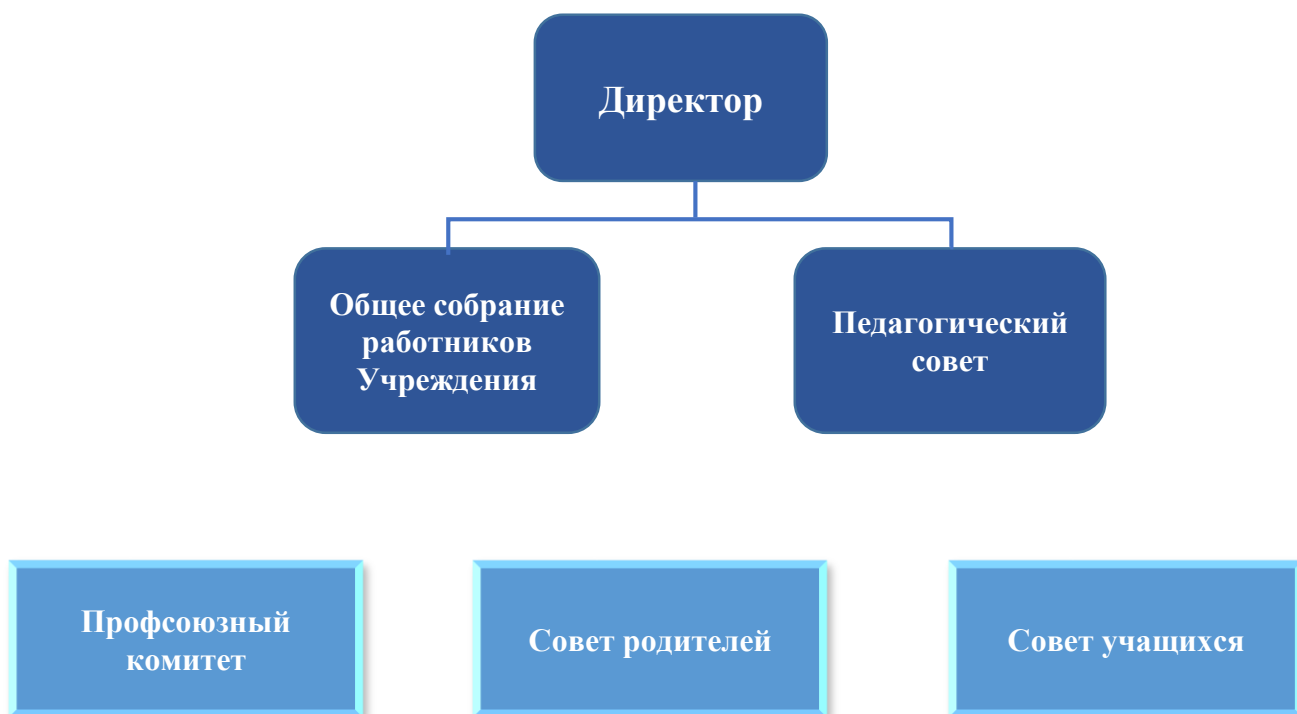 Директор
Общее собрание
работников
Учреждения
Педагогический
совет
Профсоюзный
комитет
Совет родителей
Совет учащихся